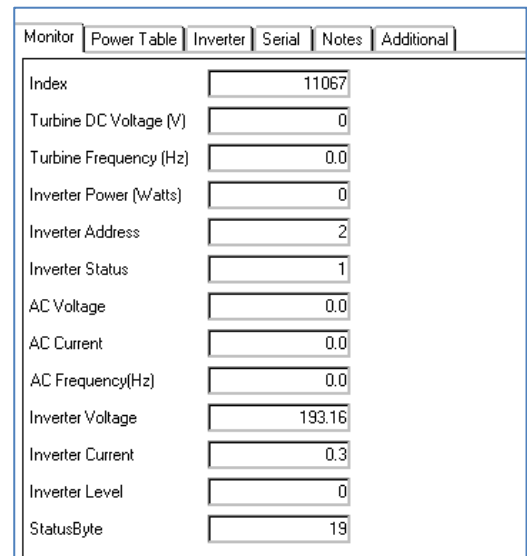 Monitor Power Table Inverter Serial Notes Additional
Index 11067
Turbine DC Voltage (V) 0
Turbine Frequency (Hz) 0.0
Inverter Power (Watts) 0
Inverter Address 2
Inverter Status 1
AC Voltage 0.0
AC Current 0.0
AC Frequency(Hz) 0.0
Inverter Voltage 193.16
Inverter Current 0.3
Inverter Level 0
StatusByte 19